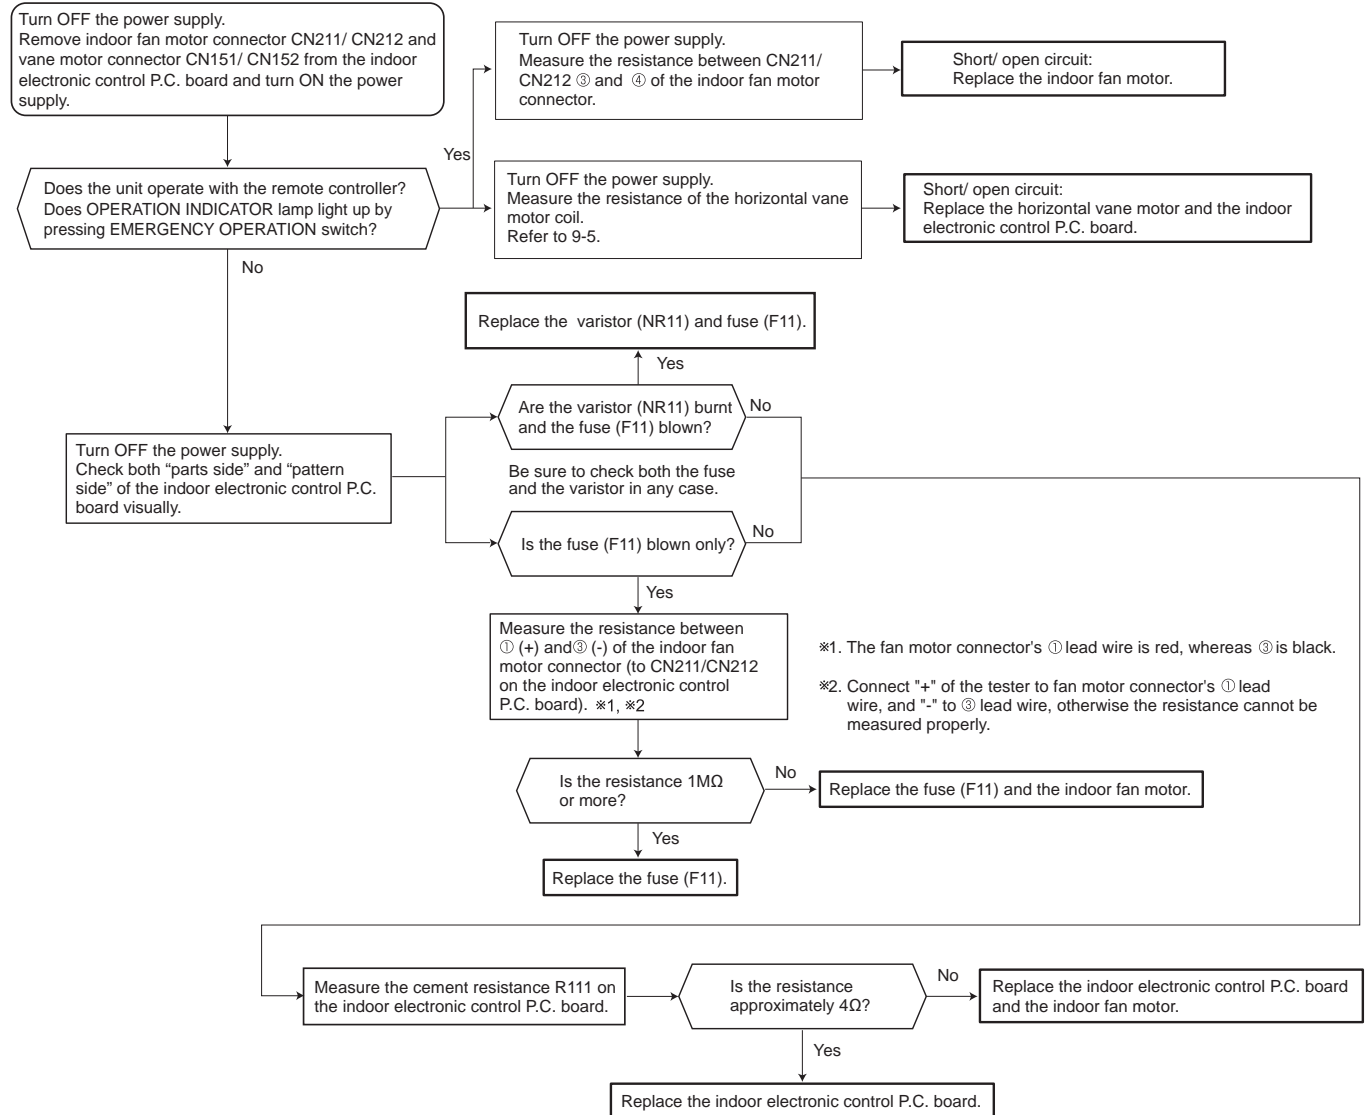 Turn OFF the power supply.
Remove indoor fan motor connector CN211/ CN212 and
vane motor connector CN151/ CN152 from the indoor
electronic control P.C. board and turn ON the power
supply.
Turn OFF the power supply.
Measure the resistance between CN211/
CN212 ③ and ④ of the indoor fan motor
connector.
Short/ open circuit:
Replace the indoor fan motor.
Yes
Does the unit operate with the remote controller?
Does OPERATION INDICATOR lamp light up by
pressing EMERGENCY OPERATION switch?
Turn OFF the power supply.
Measure the resistance of the horizontal vane
motor coil.
Refer to 9-5.
Short/ open circuit:
Replace the horizontal vane motor and the indoor
electronic control P.C. board.
No
Replace the varistor (NR11) and fuse (F11).
Yes
Are the varistor (NR11) burnt
and the fuse (F11) blown?
No
Turn OFF the power supply.
Check both “parts side” and “pattern
side” of the indoor electronic control P.C.
board visually.
Be sure to check both the fuse
and the varistor in any case.
Is the fuse (F11) blown only?
No
Yes
Measure the resistance between
① (+) and③ (-) of the indoor fan
motor connector (to CN211/CN212
on the indoor electronic control
P.C. board). ※1, ※2
※1. The fan motor connector's ① lead wire is red, whereas ③ is black.
※2. Connect "+" of the tester to fan motor connector's ① lead
wire, and "-" to ③ lead wire, otherwise the resistance cannot be
measured properly.
Is the resistance 1MΩ
or more?
No
Replace the fuse (F11) and the indoor fan motor.
Yes
Replace the fuse (F11).
Measure the cement resistance R111 on
the indoor electronic control P.C. board.
Is the resistance
approximately 4Ω?
No
Replace the indoor electronic control P.C. board
and the indoor fan motor.
Yes
Replace the indoor electronic control P.C. board.